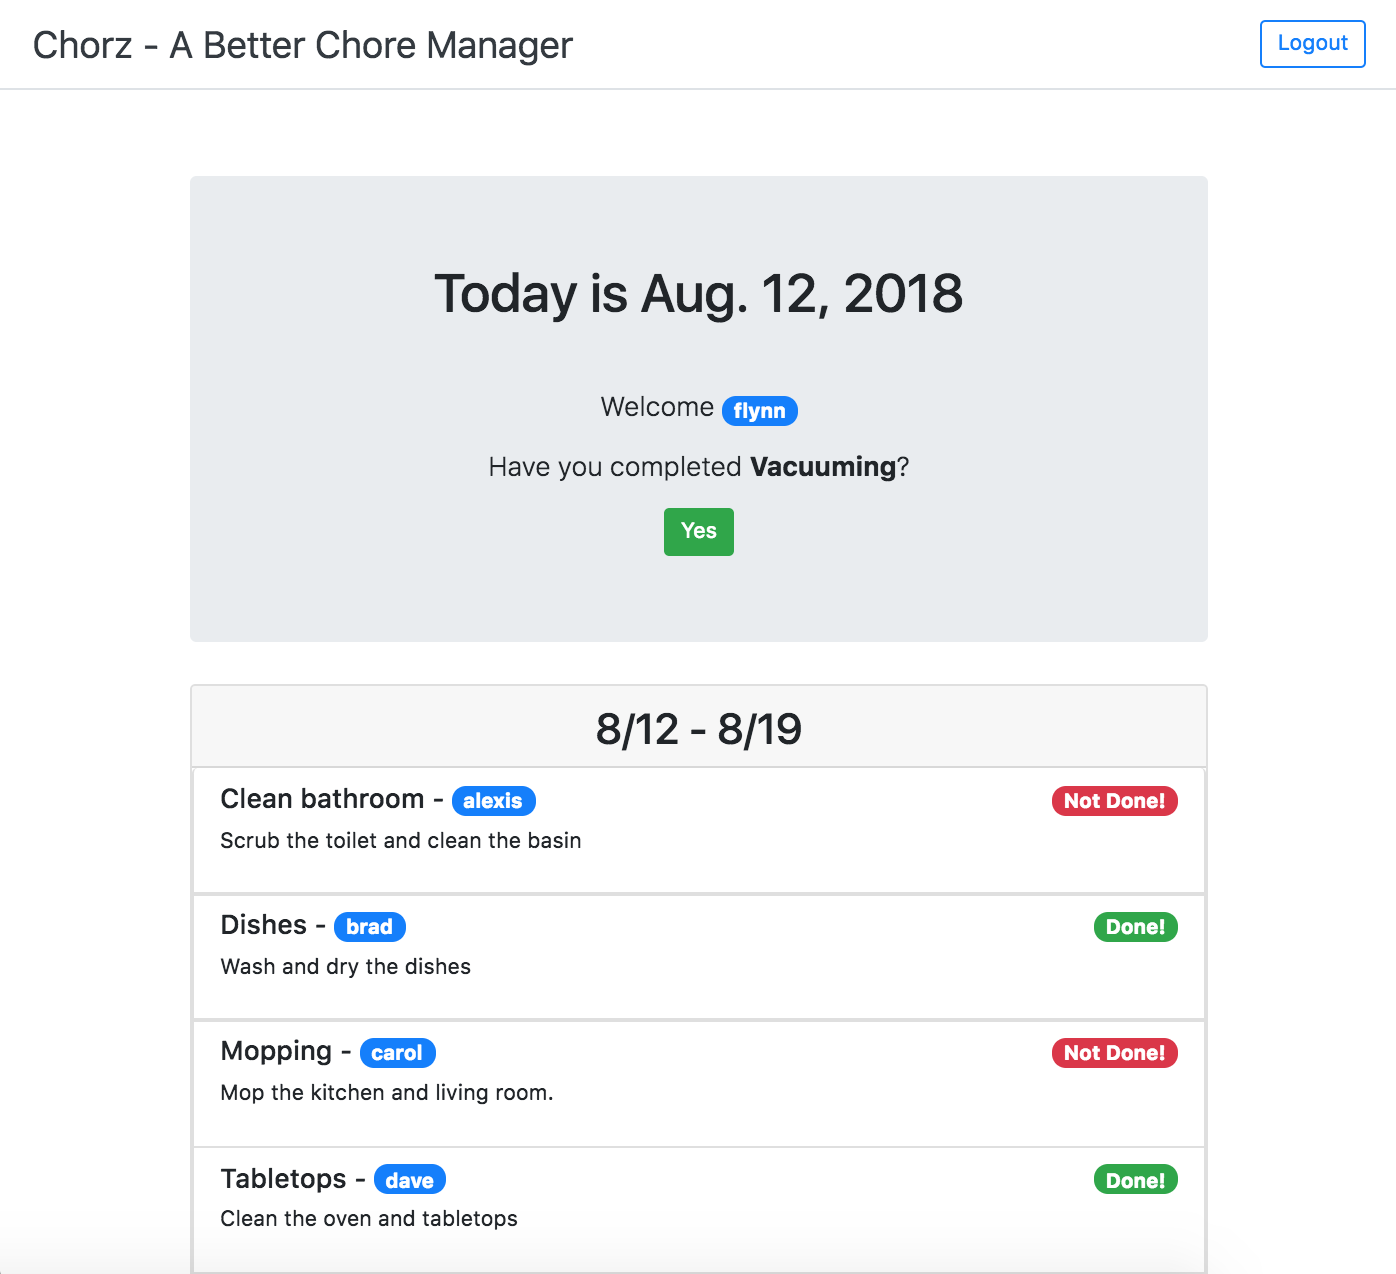 Chorz - A Better Chore Manager
Logout
Today is Aug. 12, 2018
Welcome flynn
Have you completed Vacuuming?
Yes
8/12 - 8/19
Clean bathroom - alexis
Not Done!
Scrub the toilet and clean the basin
Dishes - brad
Done!
Wash and dry the dishes
Mopping - carol
Not Done!
Mop the kitchen and living room.
Tabletops - dave
Done!
Clean the oven and tabletops